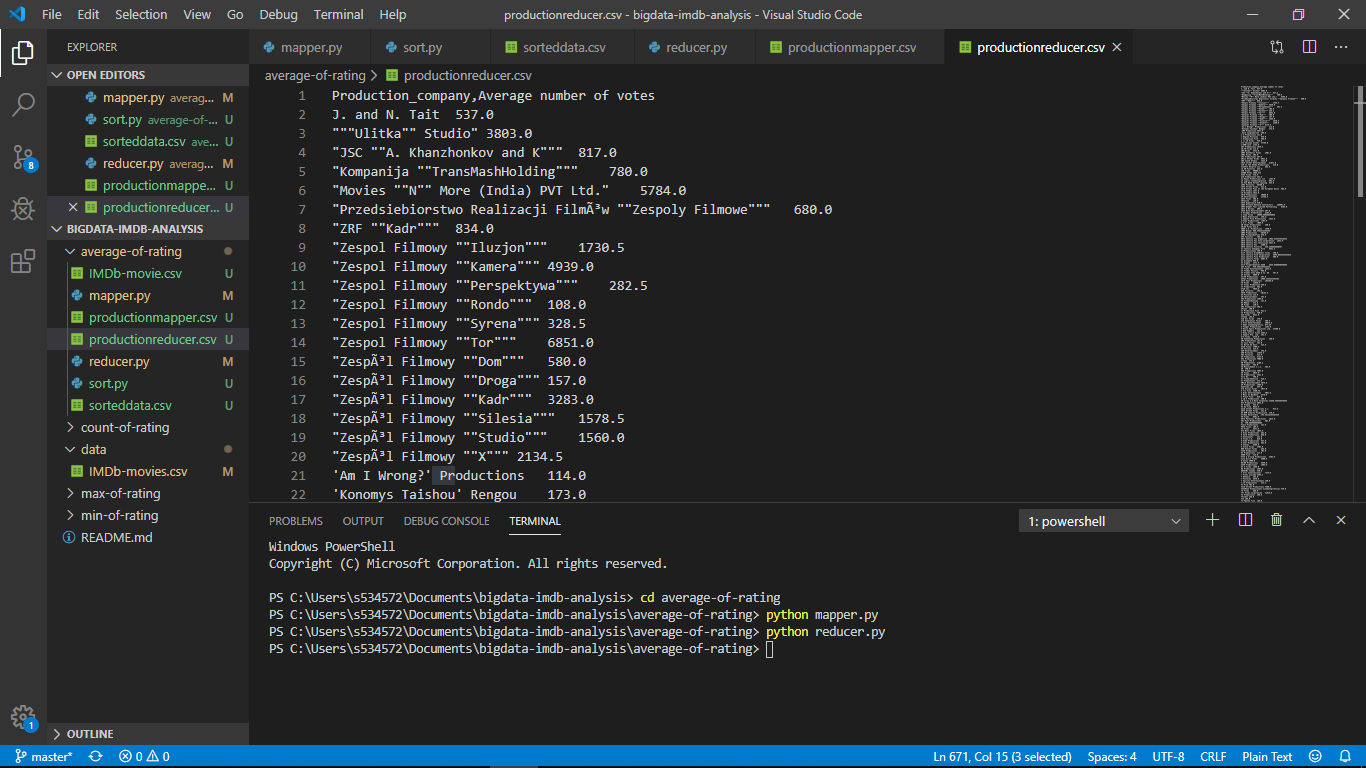 File Edit Selection View Go Debug Terminal Help
productionreducer.csv - bigdata-imdb-analysis - Visual Studio Code
EXPLORER
OPEN EDITORS
mapper.py averag... M
sort.py average-of-... U
sorteddata.csv ave... U
reducer.py averag... M
productionmappe... U
productionreducer... U
BIGDATA-IMDB-ANALYSIS
average-of-rating
IMDb-movie.csv U
mapper.py M
productionmapper.csv U
productionreducer.csv U
reducer.py M
sort.py U
sorteddata.csv U
count-of-rating
data
IMDb-movies.csv M
max-of-rating
min-of-rating
README.md
OUTLINE
8
1
mapper.py sort.py sorteddata.csv reducer.py productionmapper.csv productionreducer.csv
average-of-rating > productionreducer.csv
1 Production_company,Average number of votes
2 J. and N. Tait 537.0
3 """Ulitka"" Studio" 3803.0
4 "JSC ""A. Khanzhonkov and K""" 817.0
5 "Kompanija ""TransMashHolding""" 780.0
6 "Movies ""N"" More (India) PVT Ltd." 5784.0
7 "Przedsiebiorstwo Realizacji FilmÃ³w ""Zespoly Filmowe""" 680.0
8 "ZRF ""Kadr""" 834.0
9 "Zespol Filmowy ""Iluzjon""" 1730.5
10 "Zespol Filmowy ""Kamera""" 4939.0
11 "Zespol Filmowy ""Perspektywa""" 282.5
12 "Zespol Filmowy ""Rondo""" 108.0
13 "Zespol Filmowy ""Syrena""" 328.5
14 "Zespol Filmowy ""Tor""" 6851.0
15 "ZespÃ³l Filmowy ""Dom""" 580.0
16 "ZespÃ³l Filmowy ""Droga""" 157.0
17 "ZespÃ³l Filmowy ""Kadr""" 3283.0
18 "ZespÃ³l Filmowy ""Silesia""" 1578.5
19 "ZespÃ³l Filmowy ""Studio""" 1560.0
20 "ZespÃ³l Filmowy ""X""" 2134.5
21 'Am I Wrong?' Productions 114.0
22 'Konomys Taishou' Rengou 173.0
PROBLEMS OUTPUT DEBUG CONSOLE TERMINAL
1: powershell
Windows PowerShell
Copyright (C) Microsoft Corporation. All rights reserved.
PS C:\Users\s534572\Documents\bigdata-imdb-analysis> cd average-of-rating
PS C:\Users\s534572\Documents\bigdata-imdb-analysis\average-of-rating> python mapper.py
PS C:\Users\s534572\Documents\bigdata-imdb-analysis\average-of-rating> python reducer.py
PS C:\Users\s534572\Documents\bigdata-imdb-analysis\average-of-rating>
master* 0 0 Ln 671, Col 15 (3 selected) Spaces: 4 UTF-8 CRLF Plain Text